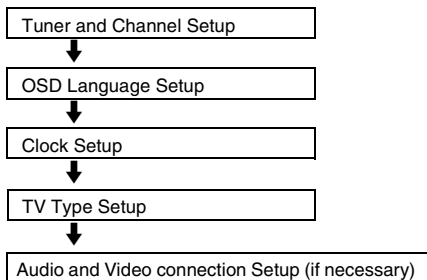 Tuner and Channel Setup
OSD Language Setup
Clock Setup
TV Type Setup
Audio and Video connection Setup (if necessary)